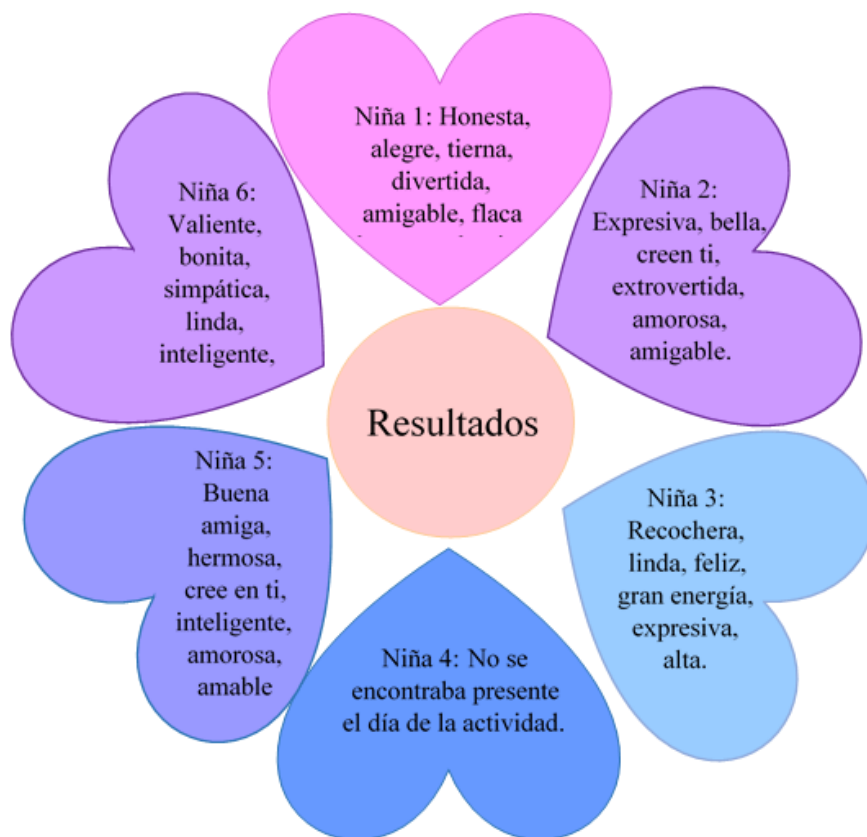 Niña 1: Honesta,
alegre, tierna,
divertida,
amigable, flaca
Niña 2:
Expresiva, bella,
creen ti,
extrovertida,
amorosa,
amigable.
Niña 3:
Recochera,
linda, feliz,
gran energía,
expresiva,
alta.
Niña 4: No se
encontraba presente
el día de la actividad.
Niña 5:
Buena
amiga,
hermosa,
cree en ti,
inteligente,
amorosa,
amable
Niña 6:
Valiente,
bonita,
simpática,
linda,
inteligente,
Resultados